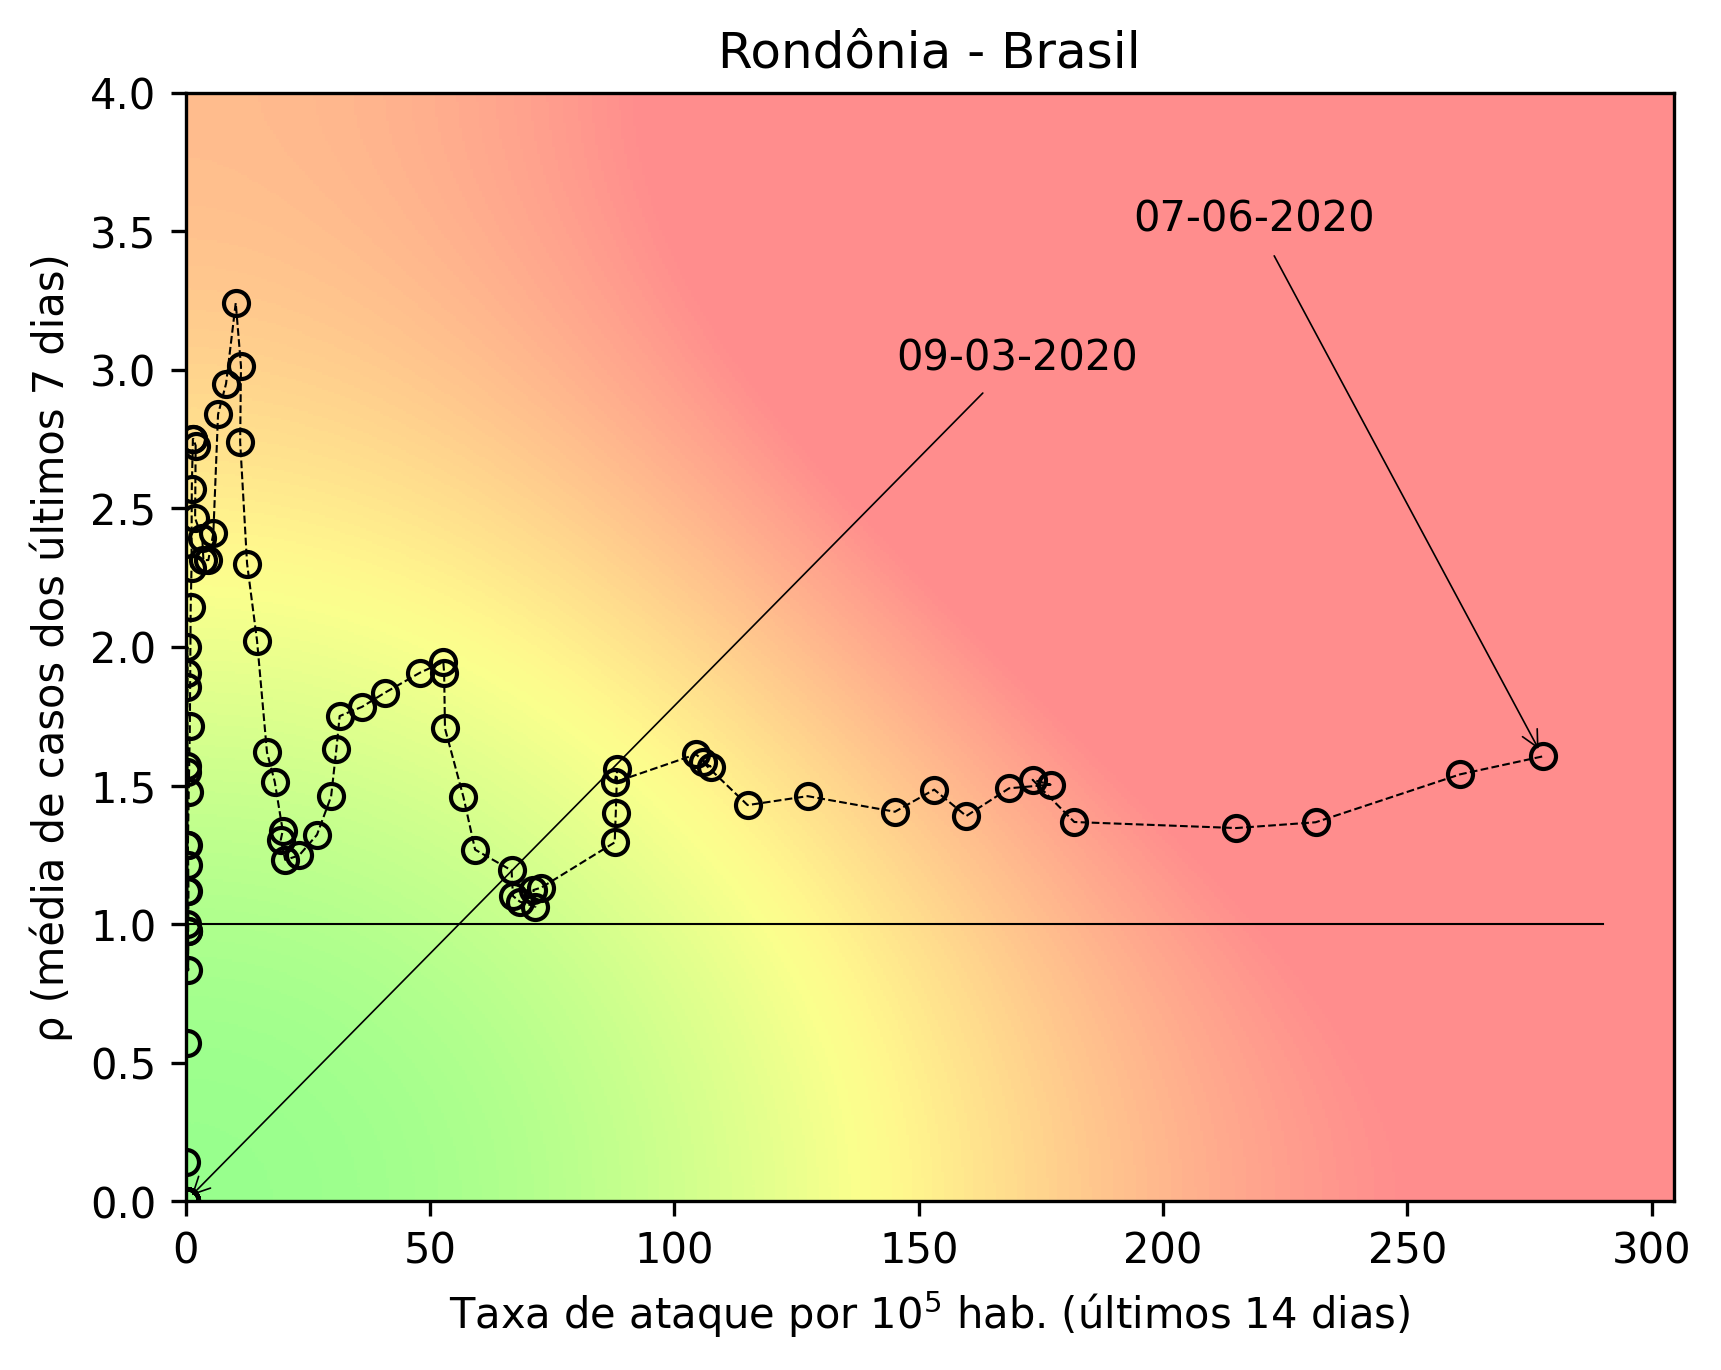 Rondônia - Brasil
4.0
3.5
3.0
2.5
2.0
1.5
1.0
0.5
0.0
ρ (média de casos dos últimos 7 dias)
07-06-2020
09-03-2020
0 50 100 150 200 250 300
Taxa de ataque por 10⁵ hab. (últimos 14 dias)